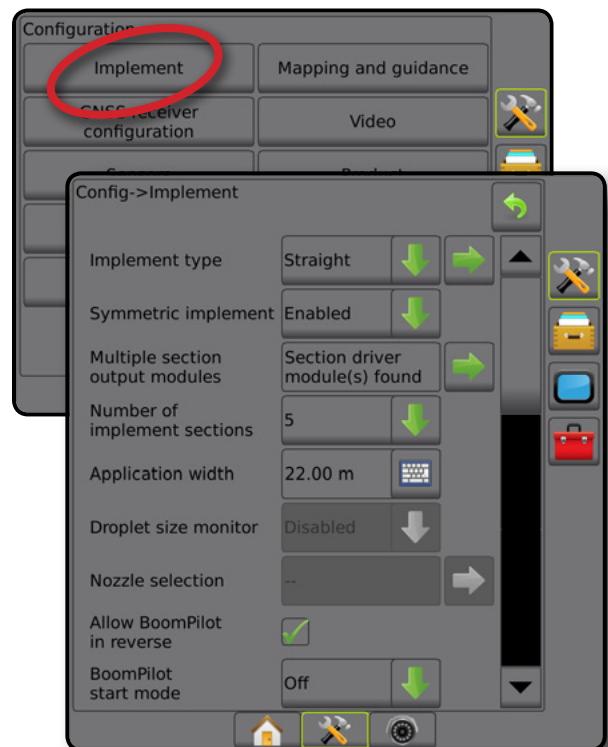 Configuration
Implement
Mapping and guidance
GNSS receiver
configuration
Video
Config->Implement
Implement type
Straight
Symmetric implement
Enabled
Multiple section
output modules
Section driver
module(s) found
Number of
implement sections
5
Application width
22.00 m
Droplet size monitor
Disabled
Nozzle selection
--
Allow BoomPilot
in reverse
BoomPilot
start mode
Off